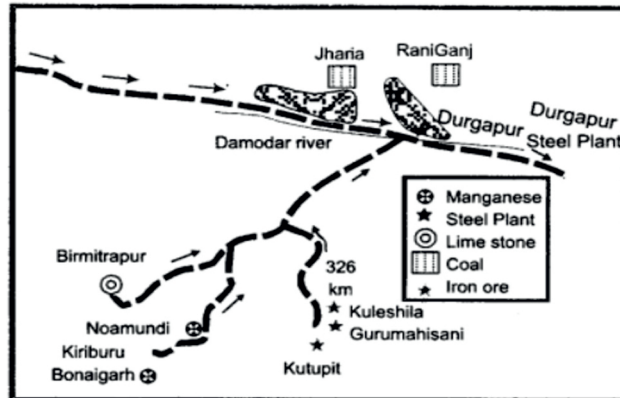 Jharia
RaniGanj
Durgapur
Durgapur
Steel Plant
Damodar river
Manganese
Steel Plant
Lime stone
Coal
Iron ore
Birmitrapur
326
km
Noamundi
Kuleshila
Gurumahisani
Kiriburu
Kutupit
Bonaigarh